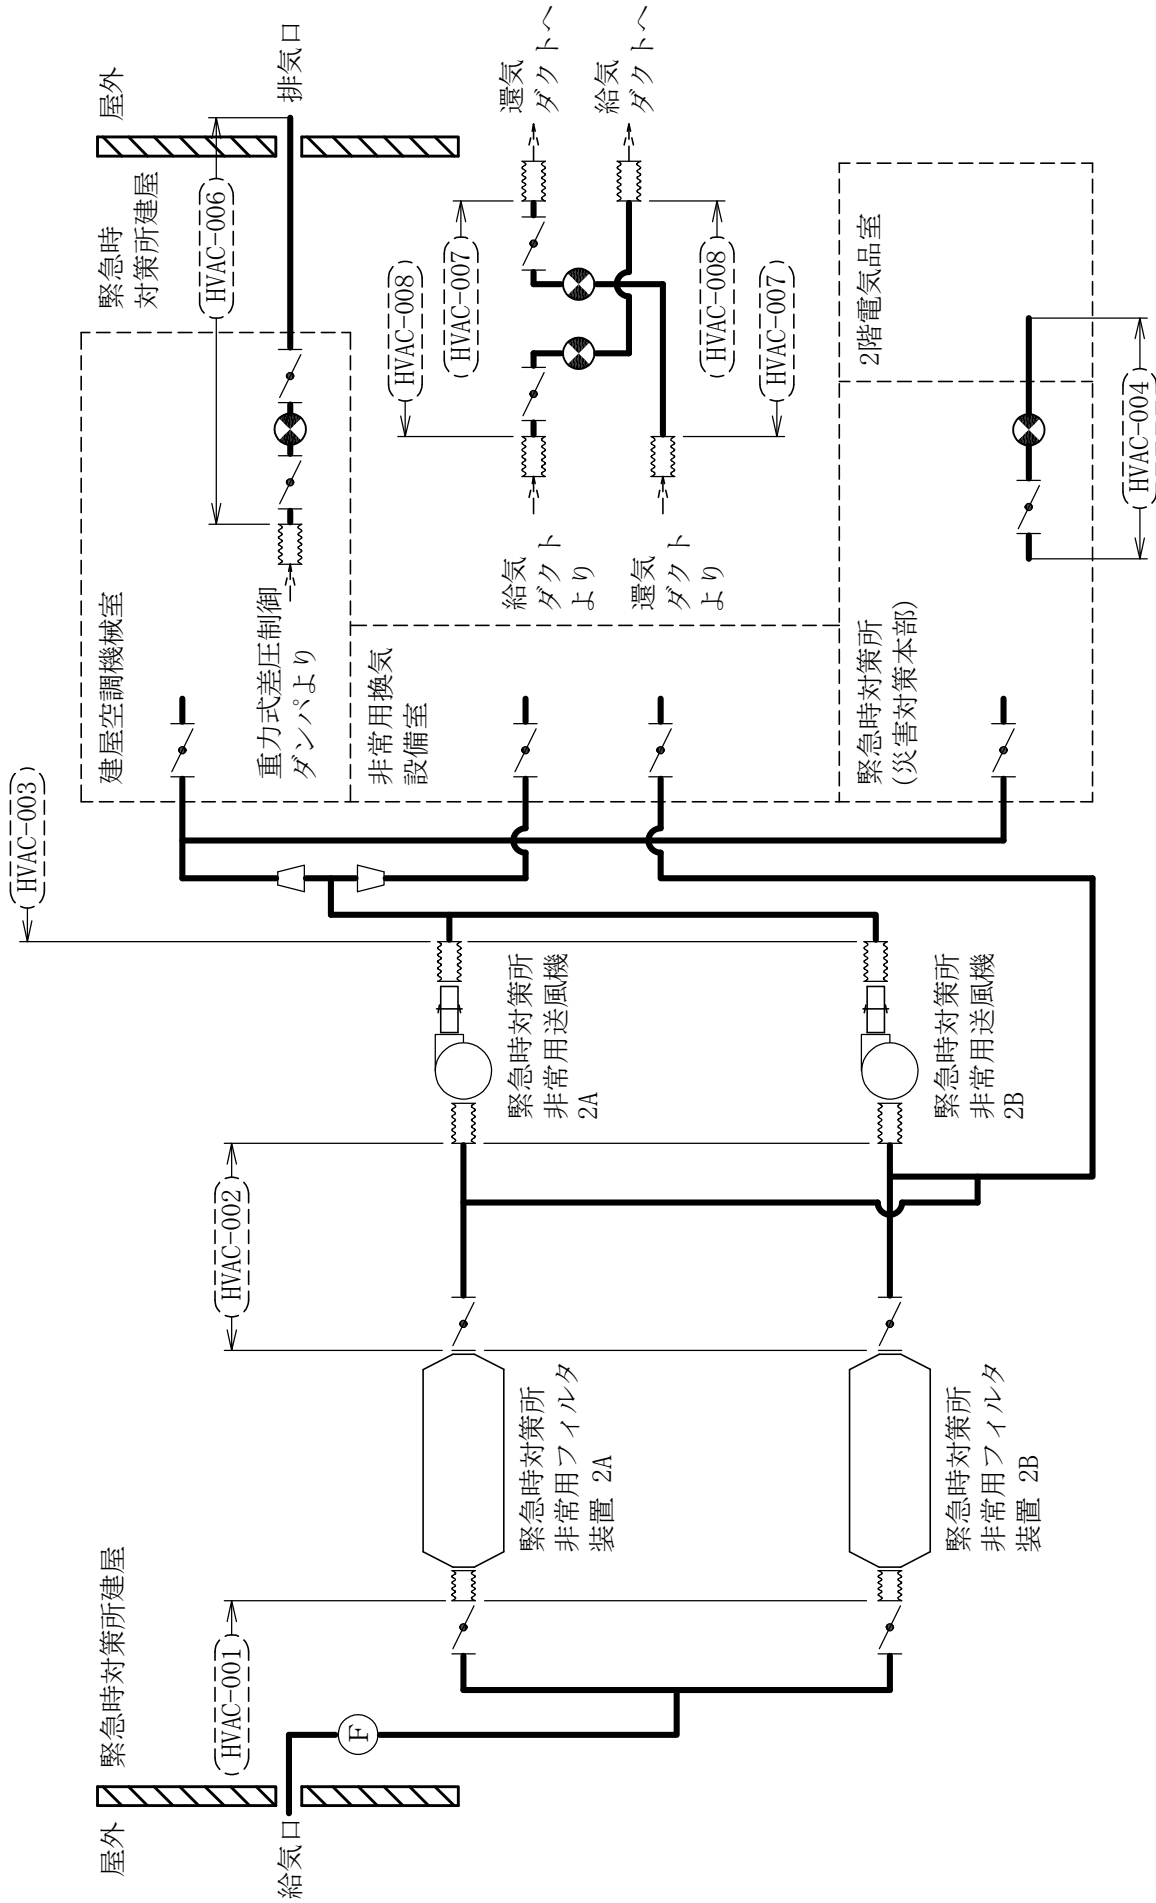 屋外
給気口
緊急時対策所建屋
HVAC-001
F
緊急時対策所
非常用フィルタ
装置 2A
緊急時対策所
非常用フィルタ
装置 2B
HVAC-002
緊急時対策所
非常用送風機
2A
緊急時対策所
非常用送風機
2B
HVAC-003
建屋空調機械室
重力式差圧制御
ダンパより
非常用換気
設備室
緊急時対策所
(災害対策本部)
給気
ダクト
より
還気
ダクト
より
HVAC-008
HVAC-007
HVAC-008
HVAC-007
HVAC-004
2階電気品室
HVAC-006
緊急時
対策所建屋
屋外
排気口
還気
ダクトへ
給気
ダクトへ